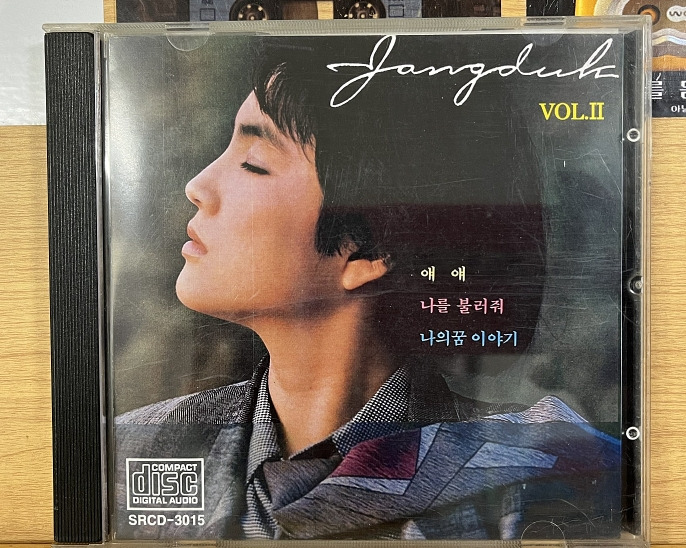 Jangduk
VOL.II
얘 얘
나를 불러줘
나의꿈 이야기
COMPACT
disc
DIGITAL AUDIO
SRCD-3015
를